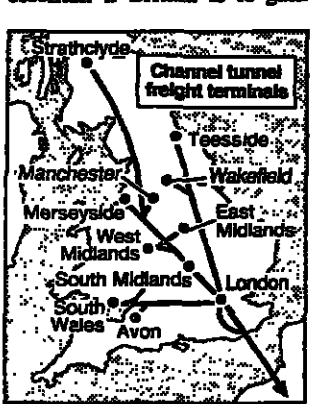 Strathclyde
Channel tunnel
freight terminals
Teesside
Manchester
Wakefield
Merseyside
East
Midlands
West
Midlands
South Midlands
London
South
Wales
Avon